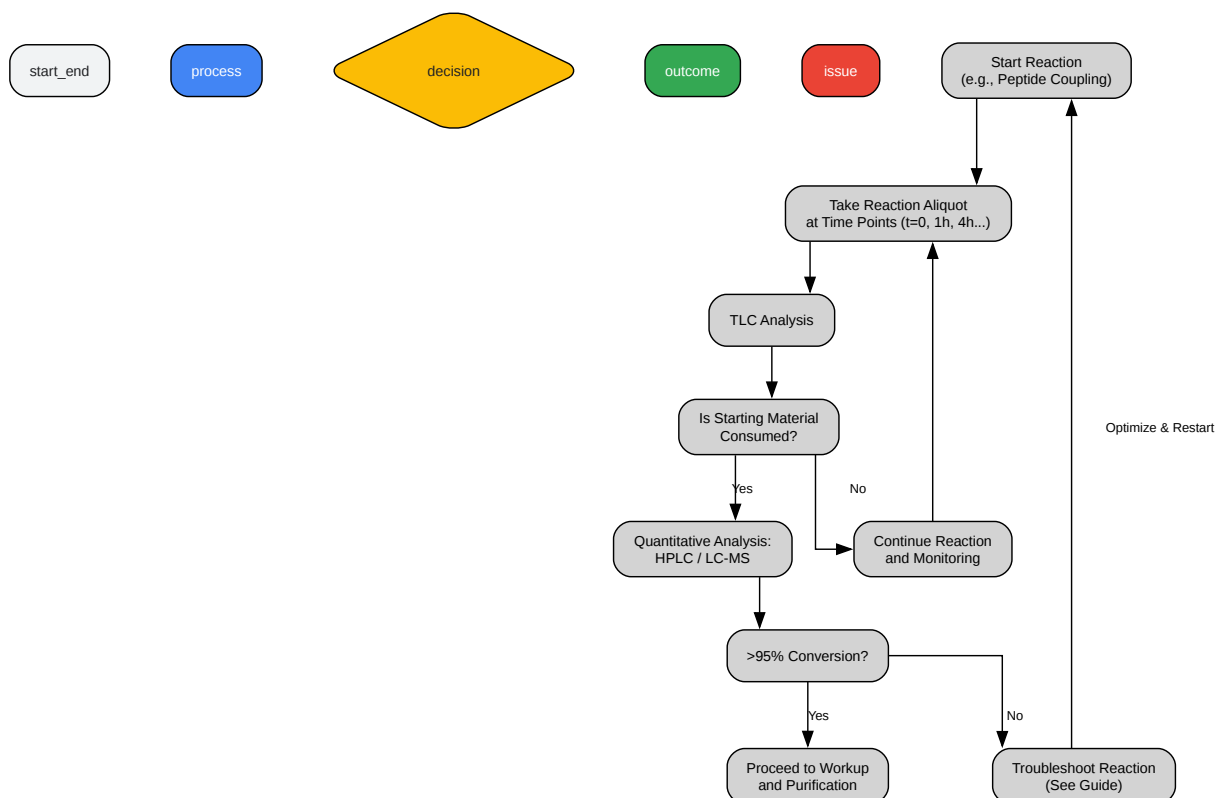 start_end
process
decision
outcome
issue
Start Reaction
(e.g., Peptide Coupling)
Take Reaction Aliquot
at Time Points (t=0, 1h, 4h...)
TLC Analysis
Is Starting Material
Consumed?
Optimize & Restart
Yes
No
Quantitative Analysis:
HPLC / LC-MS
Continue Reaction
and Monitoring
>95% Conversion?
Yes
No
Proceed to Workup
and Purification
Troubleshoot Reaction
(See Guide)